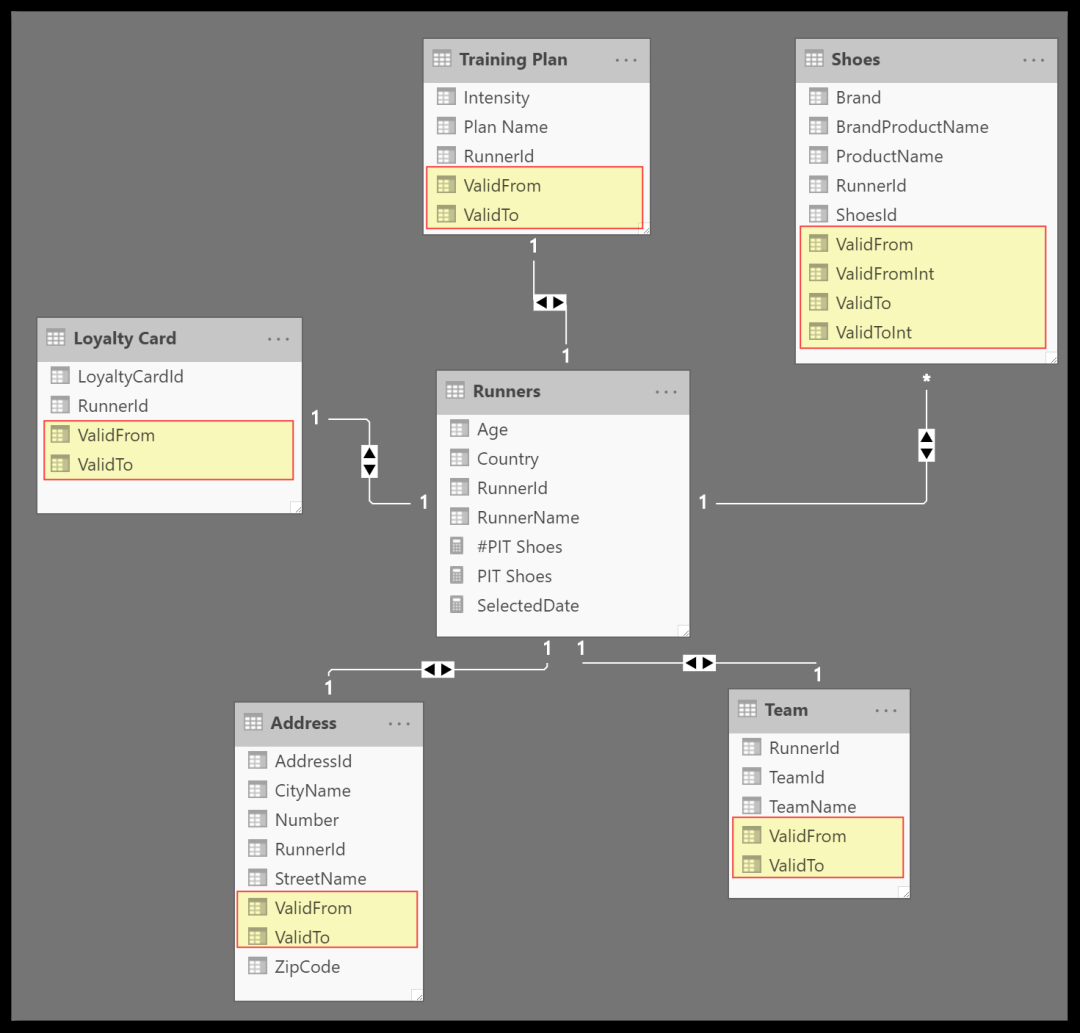 Training Plan
Intensity
Plan Name
RunnerId
ValidFrom
ValidTo
1
1
Shoes
Brand
BrandProductName
ProductName
RunnerId
ShoesId
ValidFrom
ValidFromInt
ValidTo
ValidToInt
*
1
Loyalty Card
LoyaltyCardId
RunnerId
ValidFrom
ValidTo
1
1
Runners
Age
Country
RunnerId
RunnerName
#PIT Shoes
PIT Shoes
SelectedDate
1
1
1
1
Address
AddressId
CityName
Number
RunnerId
StreetName
ValidFrom
ValidTo
ZipCode
Team
RunnerId
TeamId
TeamName
ValidFrom
ValidTo